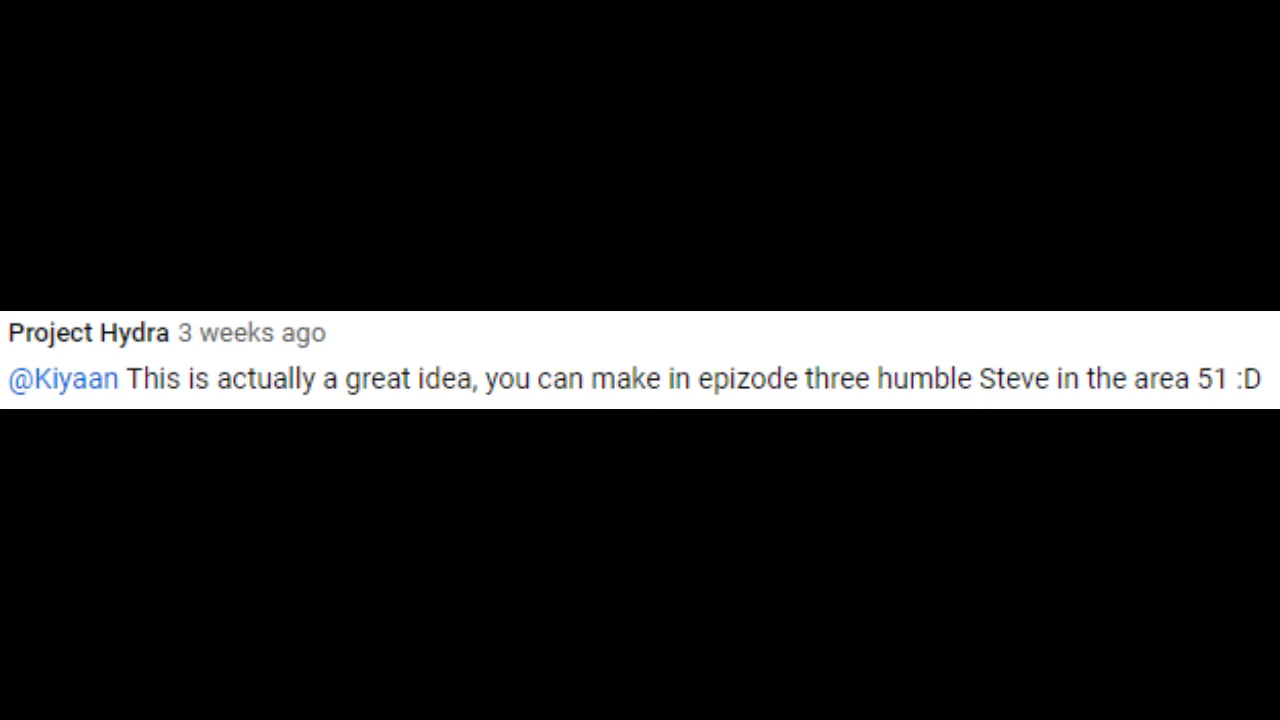 Project Hydra 3 weeks ago
@Kiyaan This is actually a great idea, you can make in epizode three humble Steve in the area 51 :D